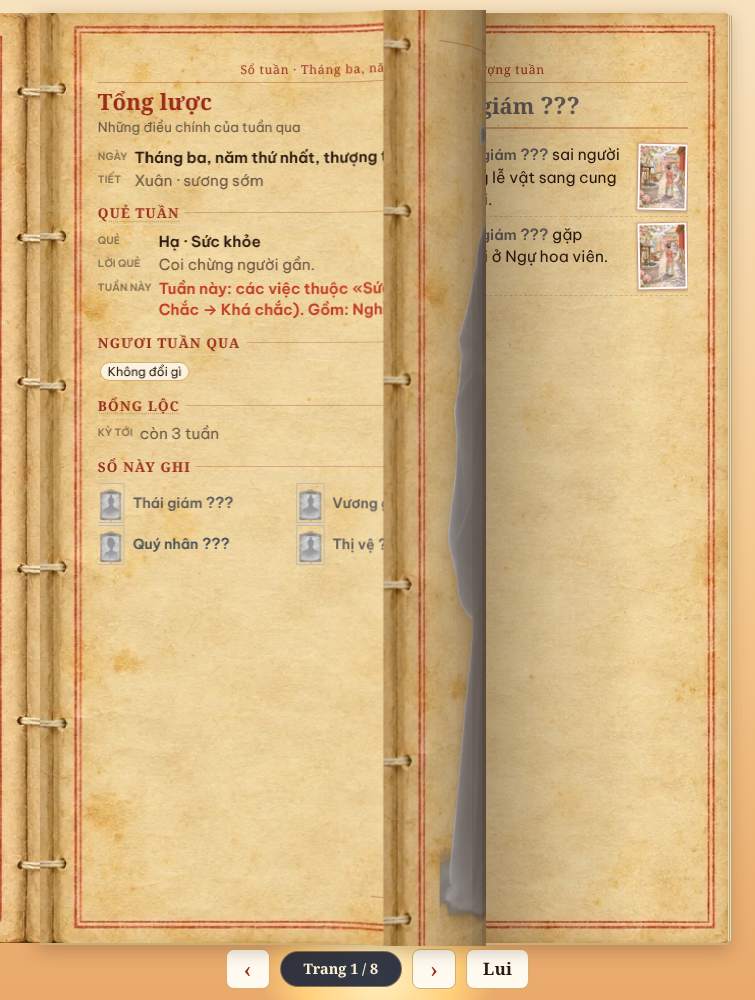 Sổ tuần · Tháng ba,
Tổng lược
Những điều chính của tuần qua
NGÀY Tháng ba, năm thứ nhất, thượng
TIẾT Xuân · sương sớm
QUẺ TUẦN
QUẺ Hạ · Sức khỏe
LỜI QUẺ Coi chừng người gần.
TUẦN NÀY Tuần này: các việc thuộc
Chắc → Khá chắc). Gồm:
NGƯƠI TUẦN QUA
Không đổi gì
BỔNG LỘC
KỲ TỚI còn 3 tuần
SỔ NÀY GHI
Thái giám ???
Vương
Quý nhân ???
Thị vệ
tuần
giám ???
giám ??? sai người
lễ vật sang cung
giám ??? gặp
ở Ngự hoa viên.
‹ Trang 1 / 8 › Lui